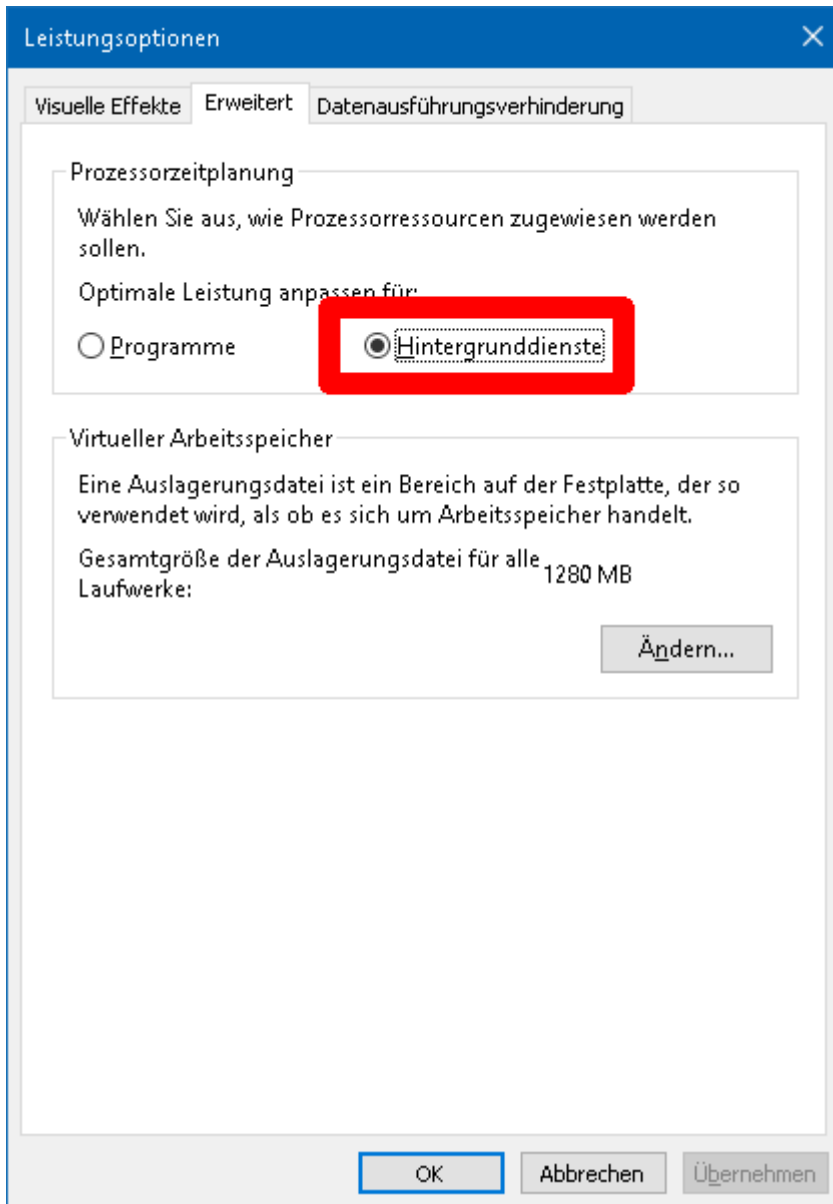 Leistungsoptionen
Visuelle Effekte
Erweitert
Datenausführungsverhinderung
Prozessorzeitplanung
Wählen Sie aus, wie Prozessorressourcen zugewiesen werden
sollen.
Optimale Leistung anpassen für:
Programme
Hintergrunddienste
Virtueller Arbeitsspeicher
Eine Auslagerungsdatei ist ein Bereich auf der Festplatte, der so
verwendet wird, als ob es sich um Arbeitsspeicher handelt.
Gesamtgröße der Auslagerungsdatei für alle
Laufwerke:
1280 MB
Ändern...
OK
Abbrechen
Übernehmen